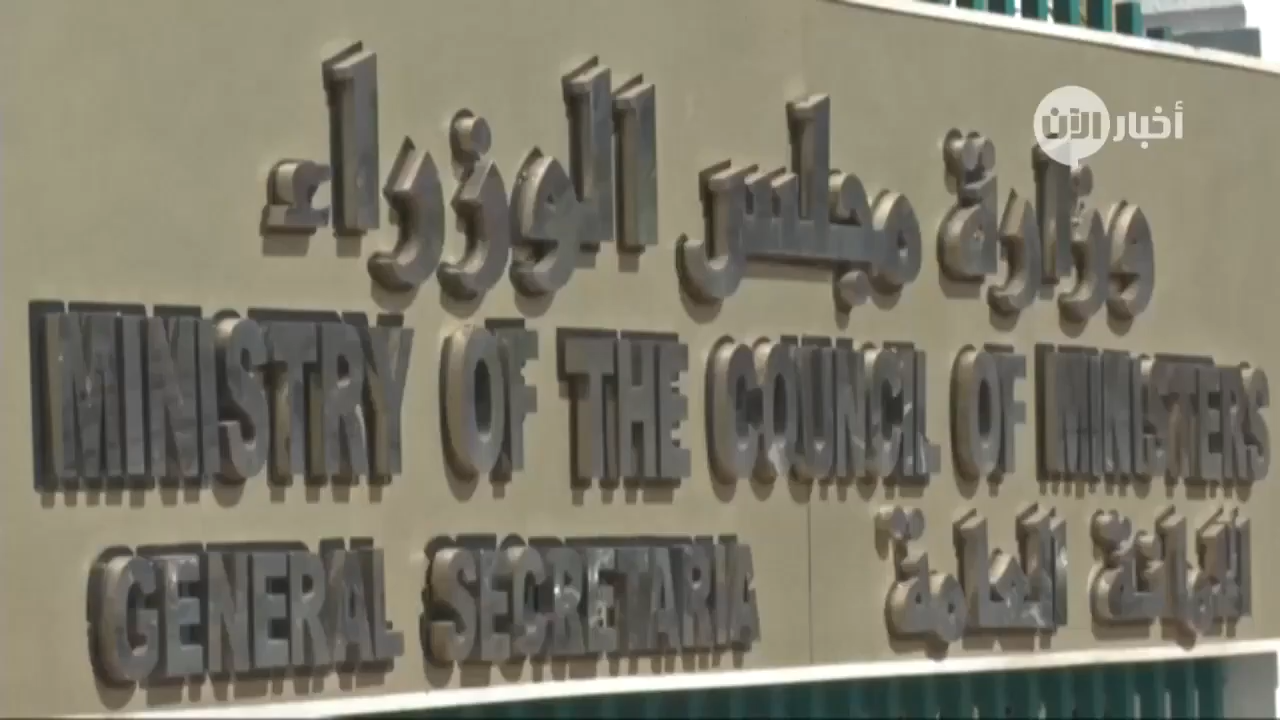 أخبار الآن
وزارة مجلس الوزراء
MINISTRY OF THE COUNCIL OF MINISTERS
GENERAL SECRETARIA
الأمانة العامة